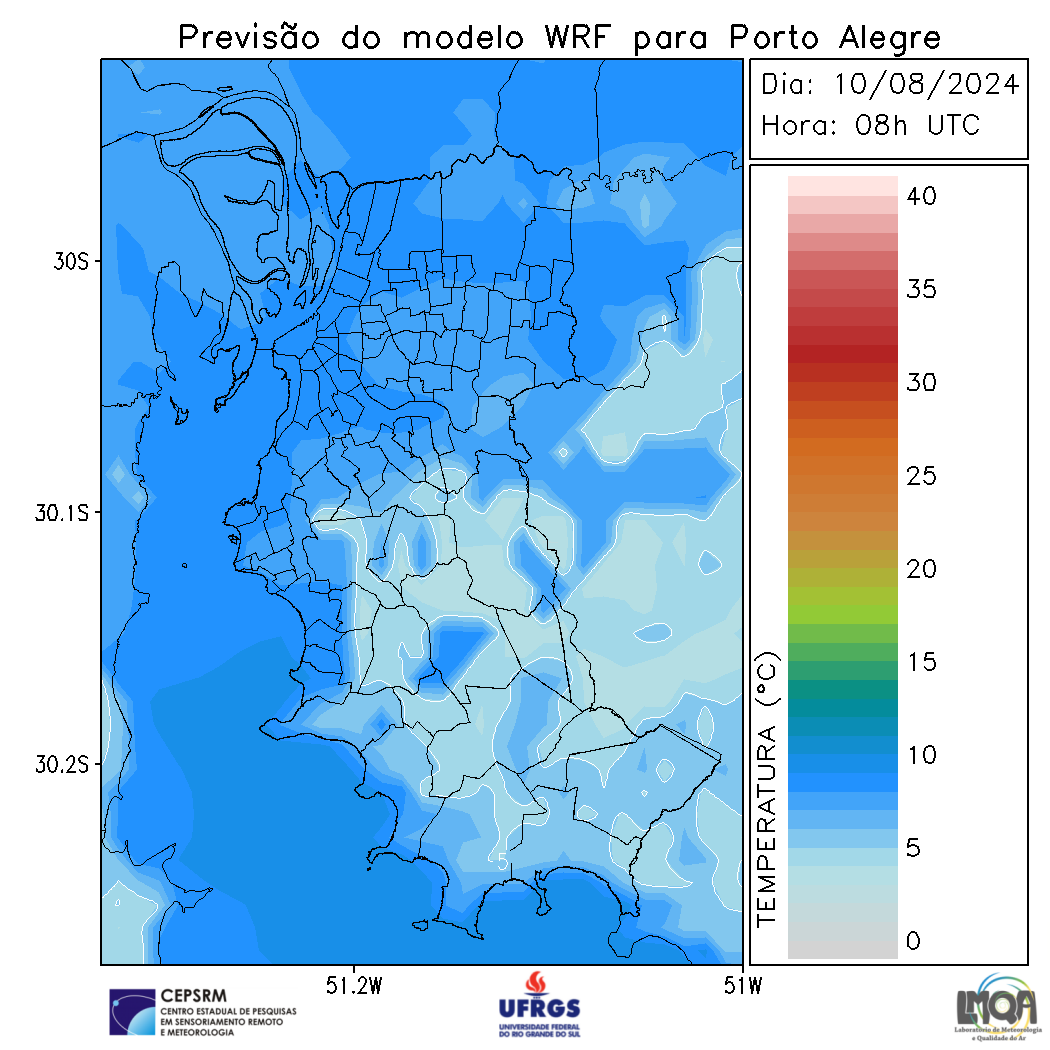 Previsão do modelo WRF para Porto Alegre
Dia: 10/08/2024
Hora: 08h UTC
40
35
30
25
20
15
10
5
0
TEMPERATURA (°C)
30S
30.1S
30.2S
51.2W
51W
5
CEPSRM
CENTRO ESTADUAL DE PESQUISAS
EM SENSORIAMENTO REMOTO
E METEOROLOGIA
UFRGS
UNIVERSIDADE FEDERAL
DO RIO GRANDE DO SUL
LMQA
Laboratório de Meteorologia
e Qualidade do Ar